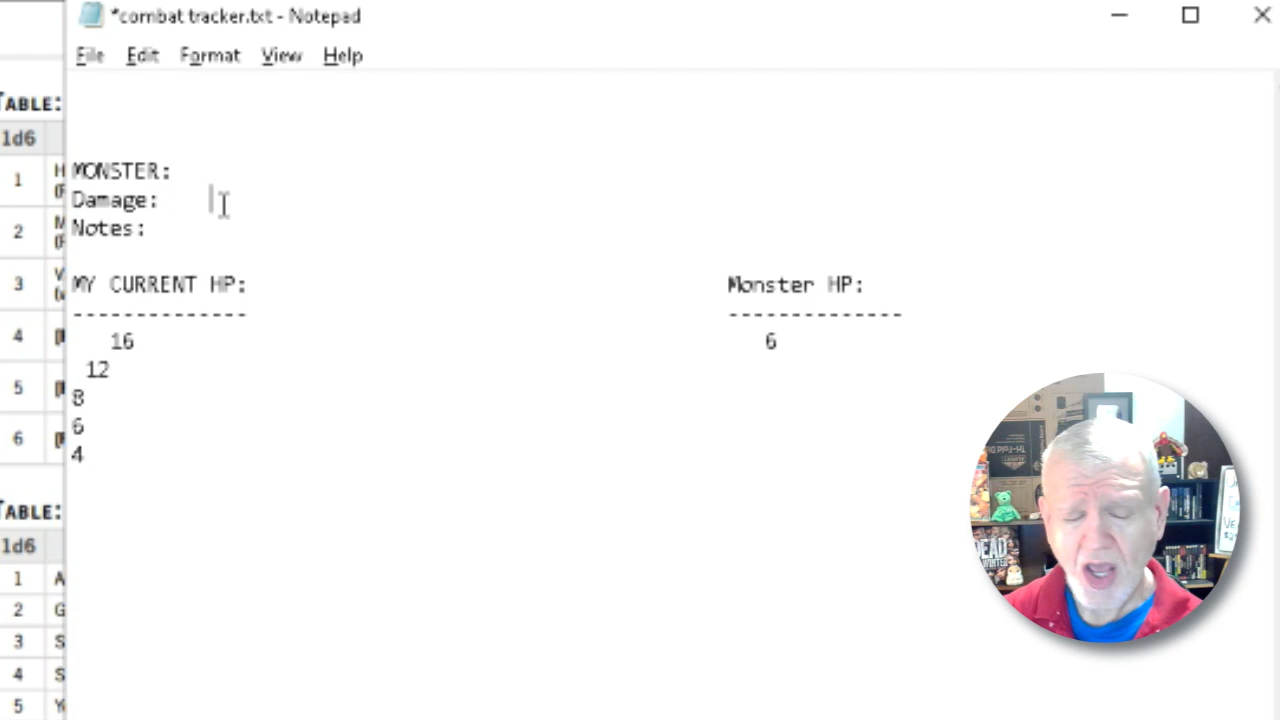 *combat tracker.txt - Notepad
File Edit Format View Help
TABLE:
1d6
1
2
3
4
5
6
TABLE:
1d6
1 A
2 G
3 S
4 S
5
MONSTER:
Damage:
Notes:
MY CURRENT HP: Monster HP:
-------------- --------------
16 6
12
8
6
4
DEAD
WINTER